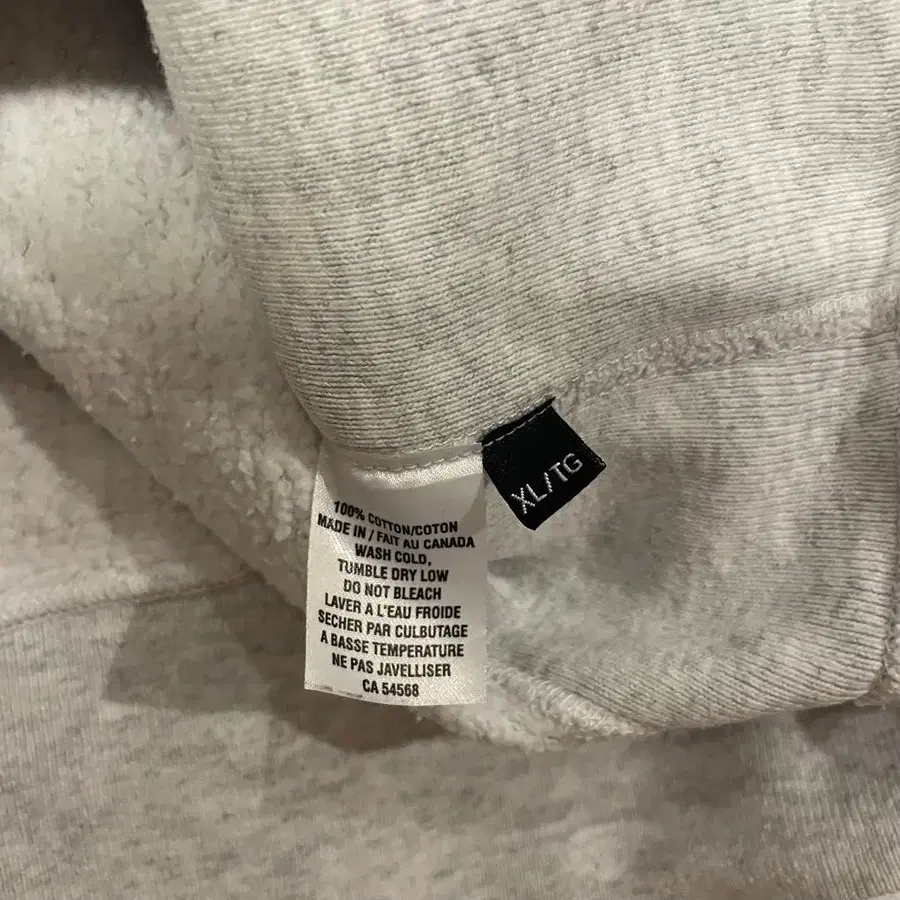 XL/TG
100% COTTON/COTON
MADE IN / FAIT AU CANADA
WASH COLD,
TUMBLE DRY LOW
DO NOT BLEACH
LAVER A L'EAU FROIDE
SECHER PAR CULBUTAGE
A BASSE TEMPERATURE
NE PAS JAVELLISER
CA 54568